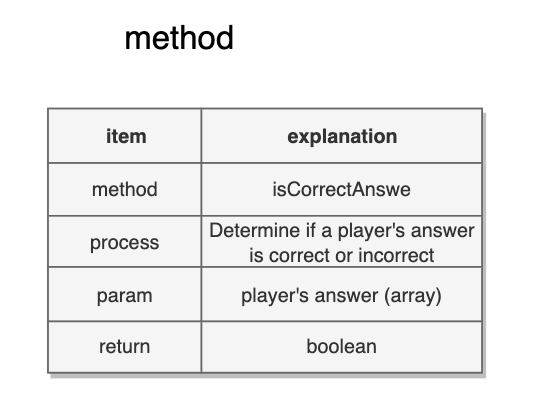 method
item explanation
method isCorrectAnswe
process Determine if a player's answer
is correct or incorrect
param player's answer (array)
return boolean